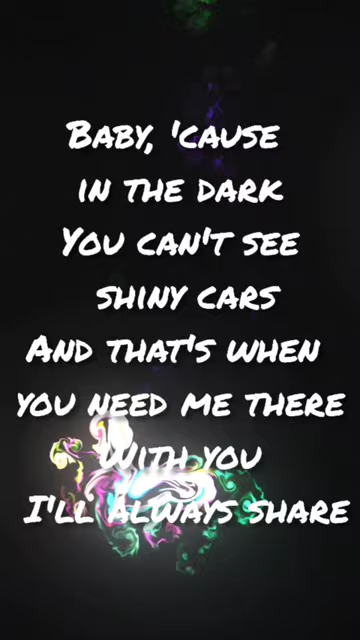 Baby, 'cause
in the dark
You can't see
shiny cars
And that's when
you need me there
With you
I'll always share